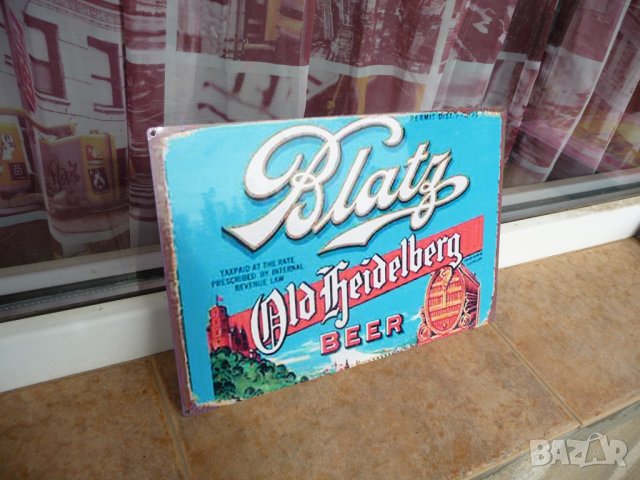 Blatz
TAXPAID AT THE RATE
PRESCRIBED BY INTERNAL
REVENUE LAW
Old Heidelberg
BEER
BAZAR